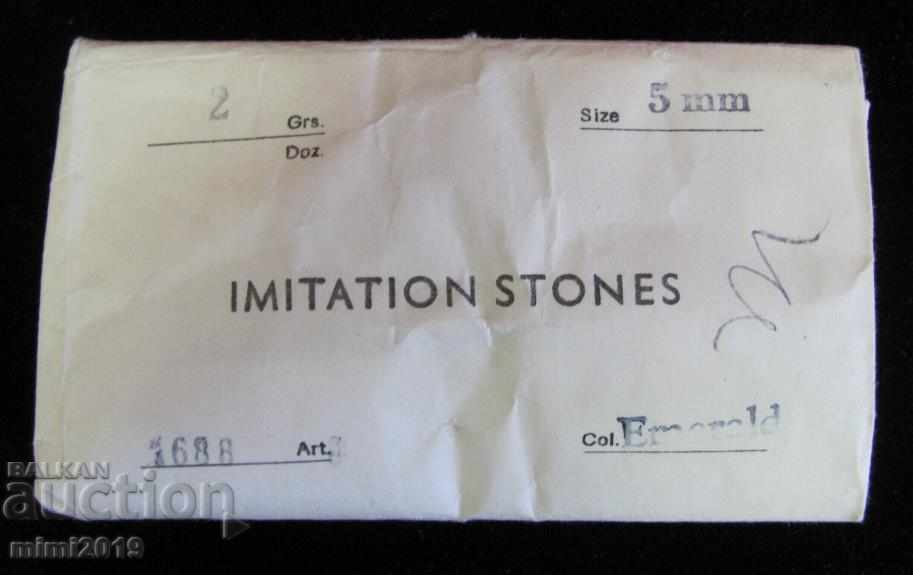 2 Grs.
Doz.
Size 5 mm
IMITATION STONES
1688 Art.
Col. Emerald
BALKAN
auction
mimi2019